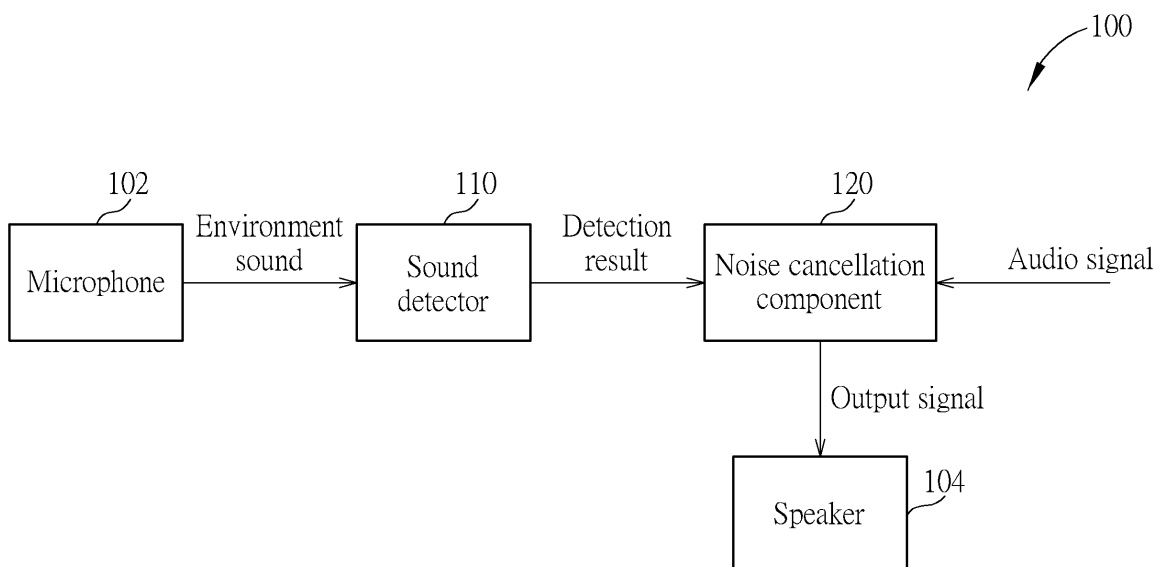 100
102
110
120
Environment
sound
Detection
result
Microphone
Sound
detector
Noise cancellation
component
Audio signal
Output signal
104
Speaker